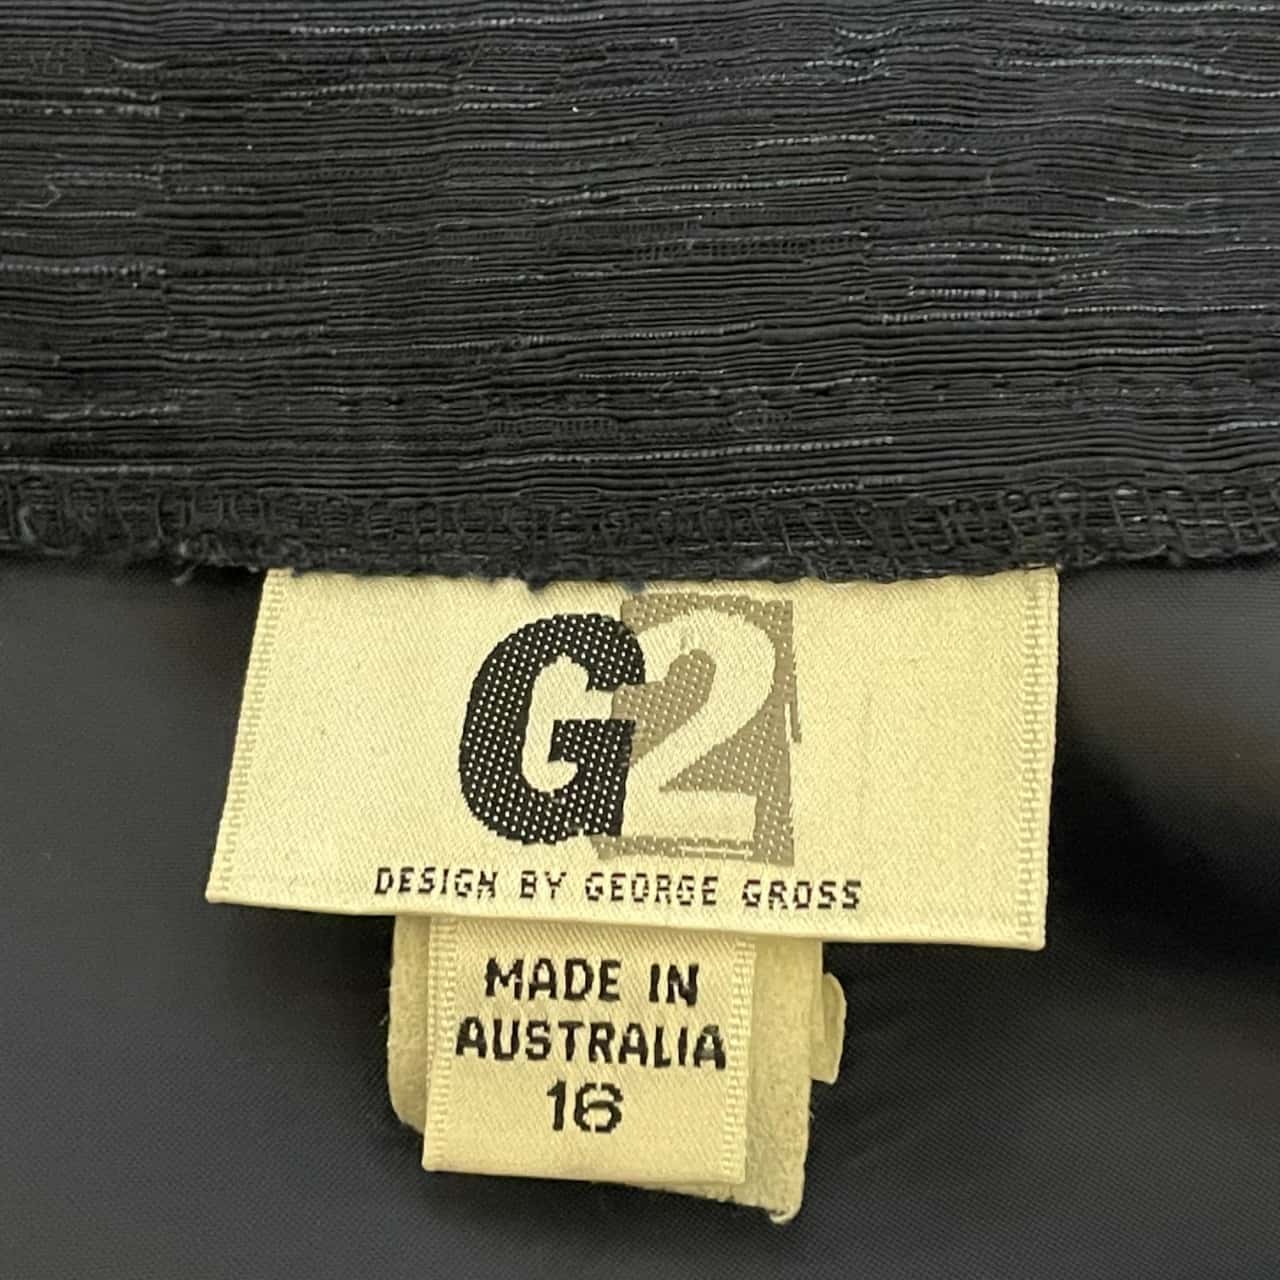 G2
DESIGN BY GEORGE GROSS
MADE IN
AUSTRALIA
16